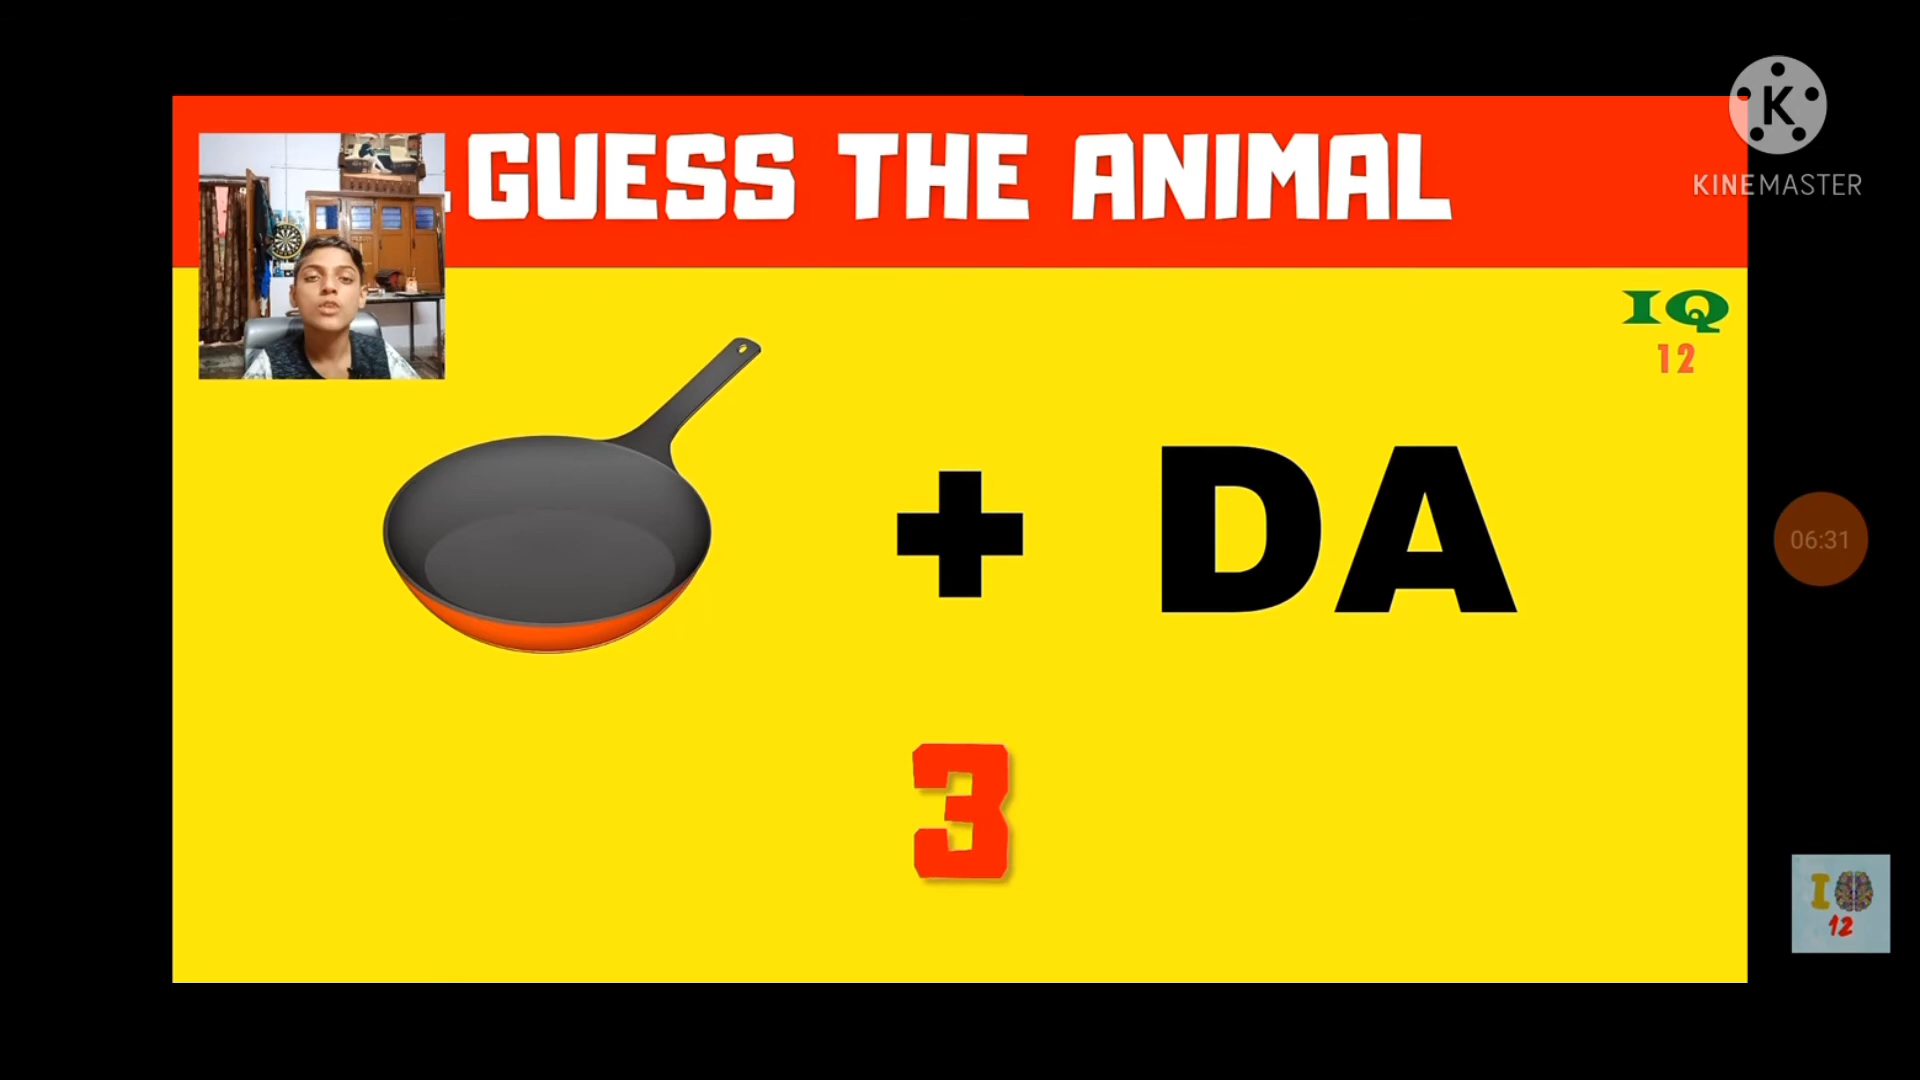 GUESS THE ANIMAL
K
KINEMASTER
IQ
12
+ DA
06:31
3
I
12